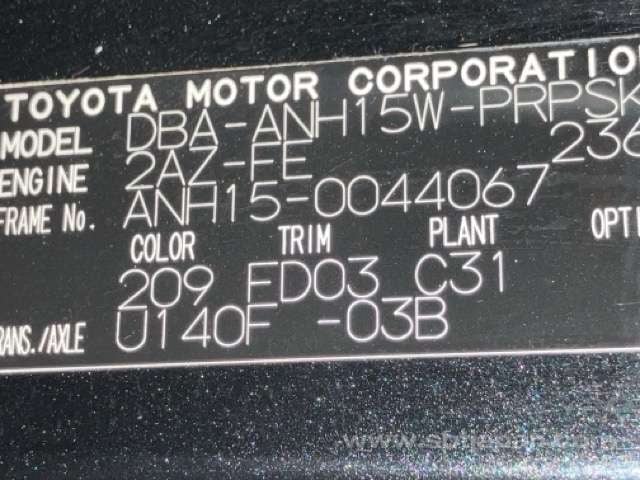 TOYOTA MOTOR CORPORATIO
MODEL DBA-ANH15W-PRPSK
ENGINE 2AZ-FE 236
FRAME No. ANH15-0044067
COLOR TRIM PLANT OPTI
209 FD03 C31
RANS./AXLE U140F -03B